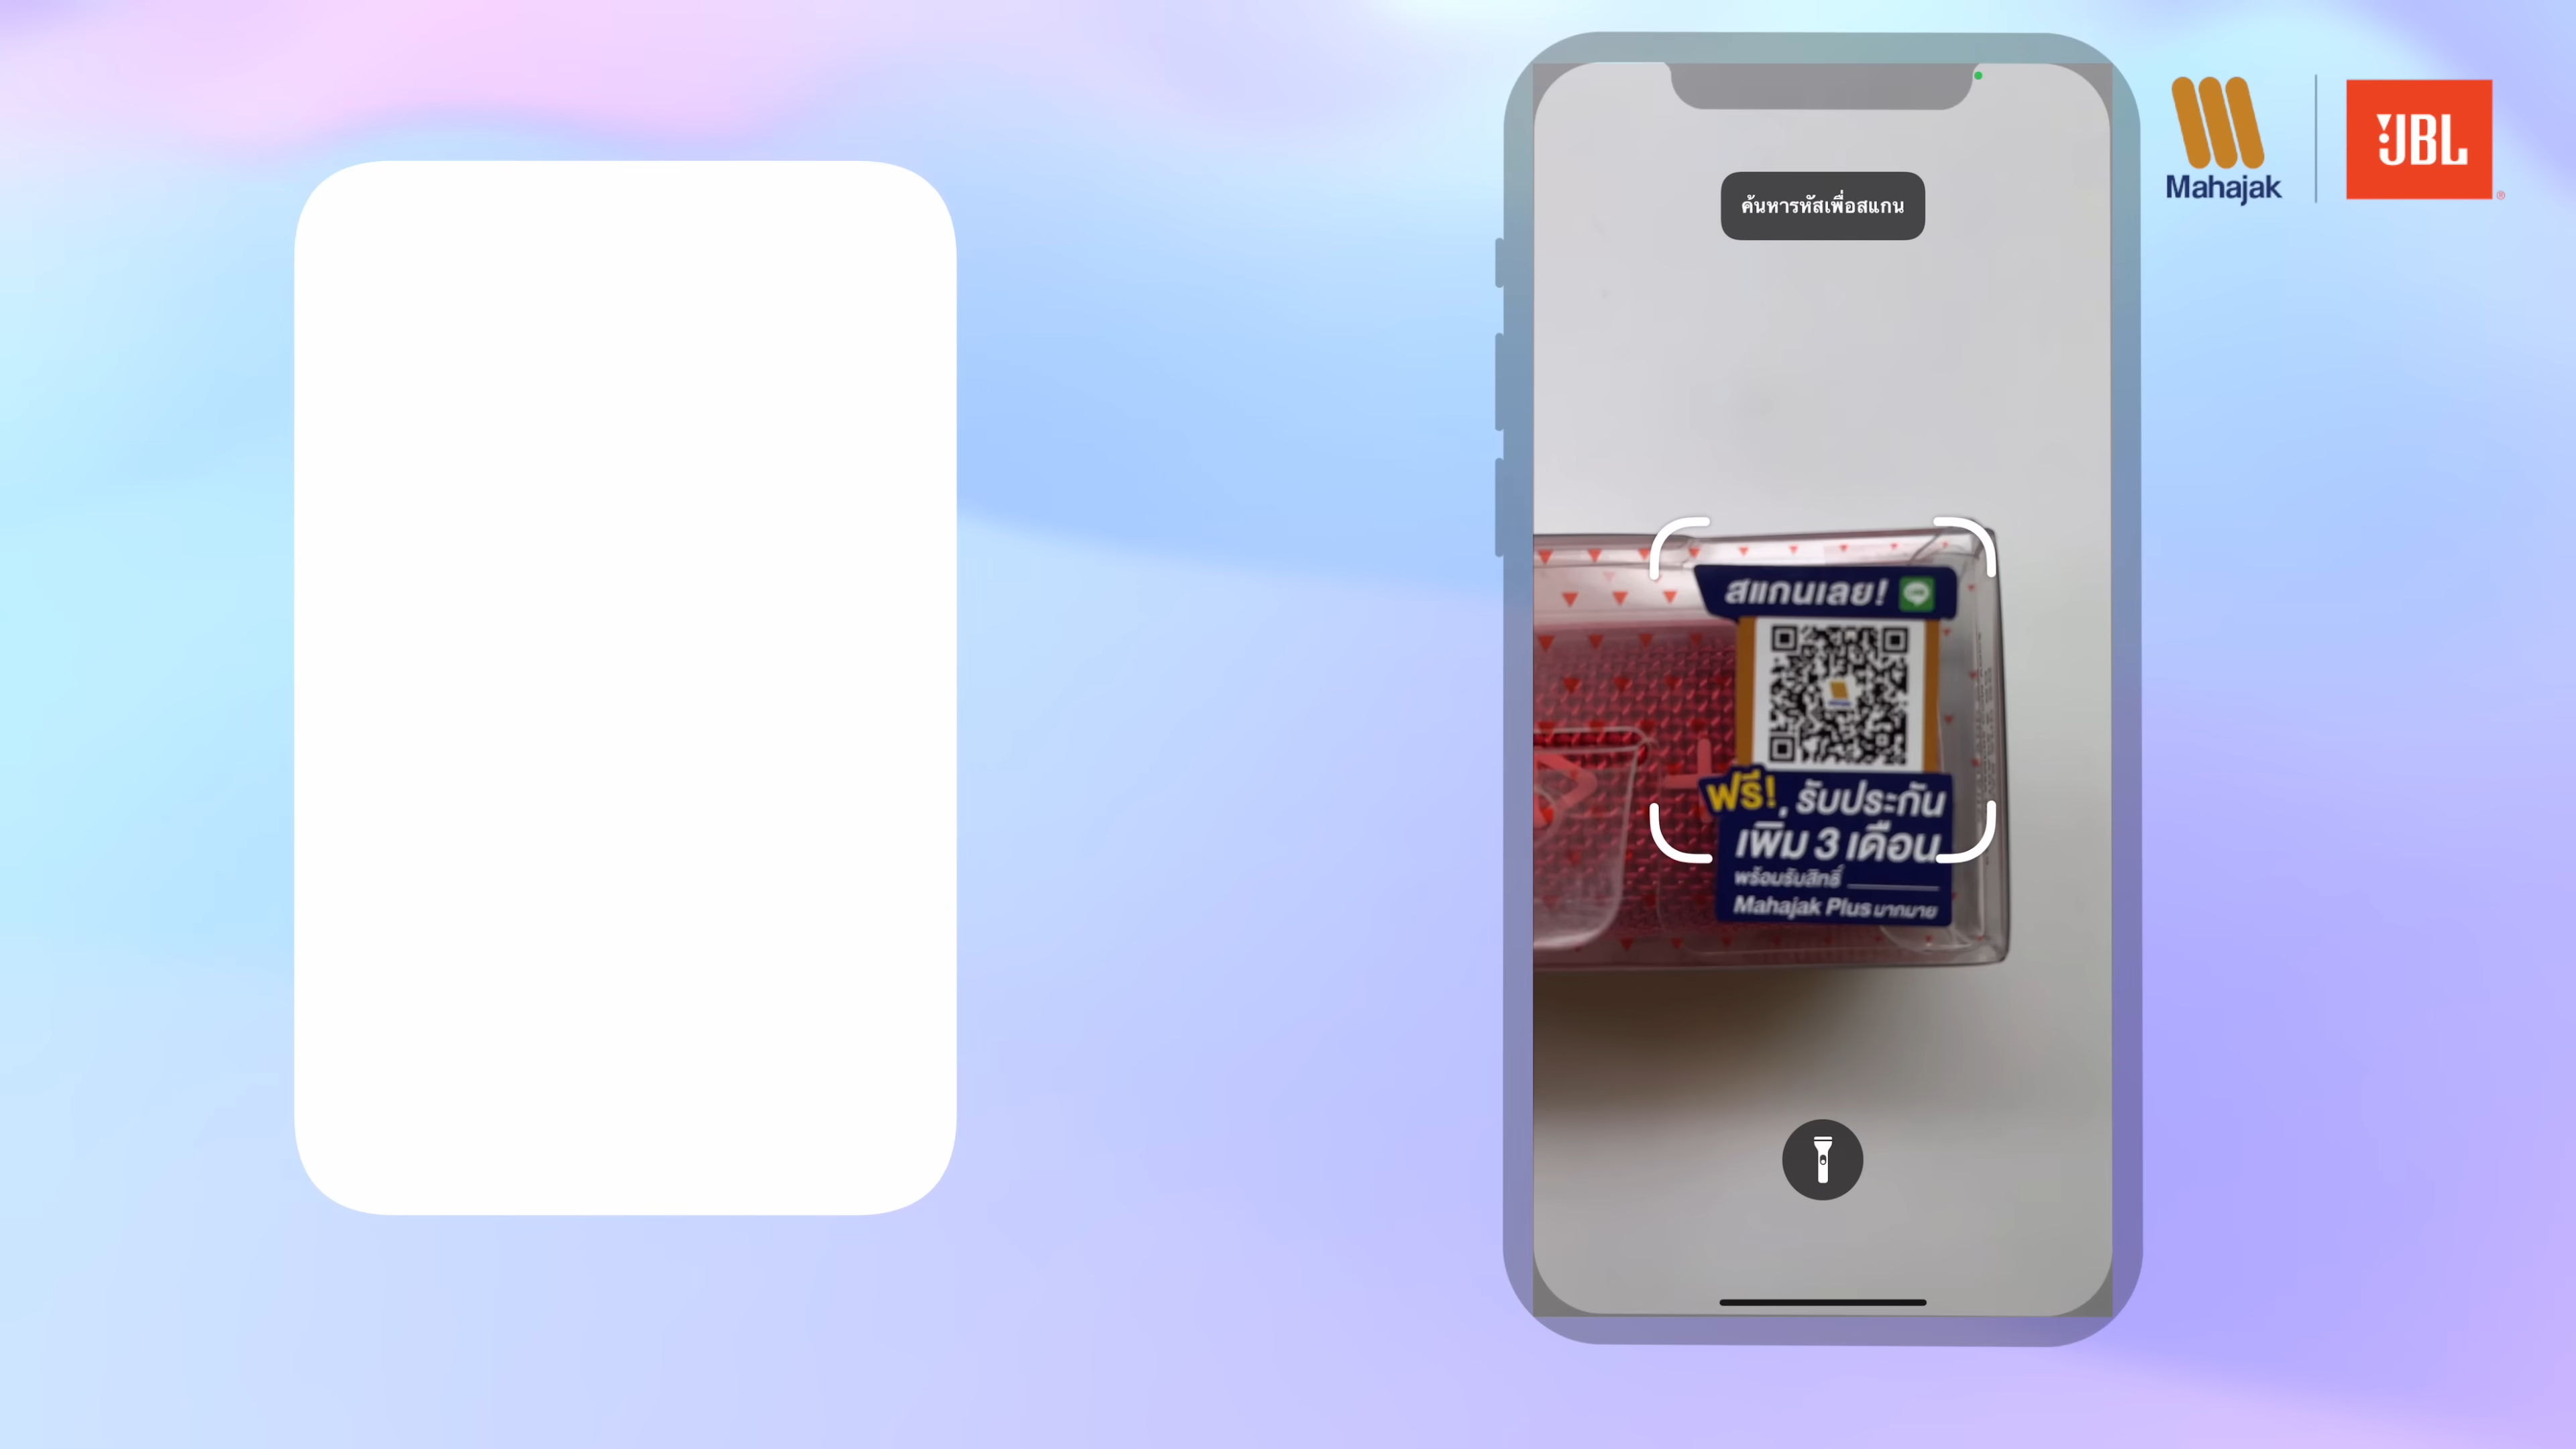 Mahajak
JBL
ค้นหารหัสเพื่อสแกน
สแกนเลย!
ฟรี! รับประกัน
เพิ่ม 3 เดือน
พร้อมรับสิทธิ์
Mahajak Plus มากมาย